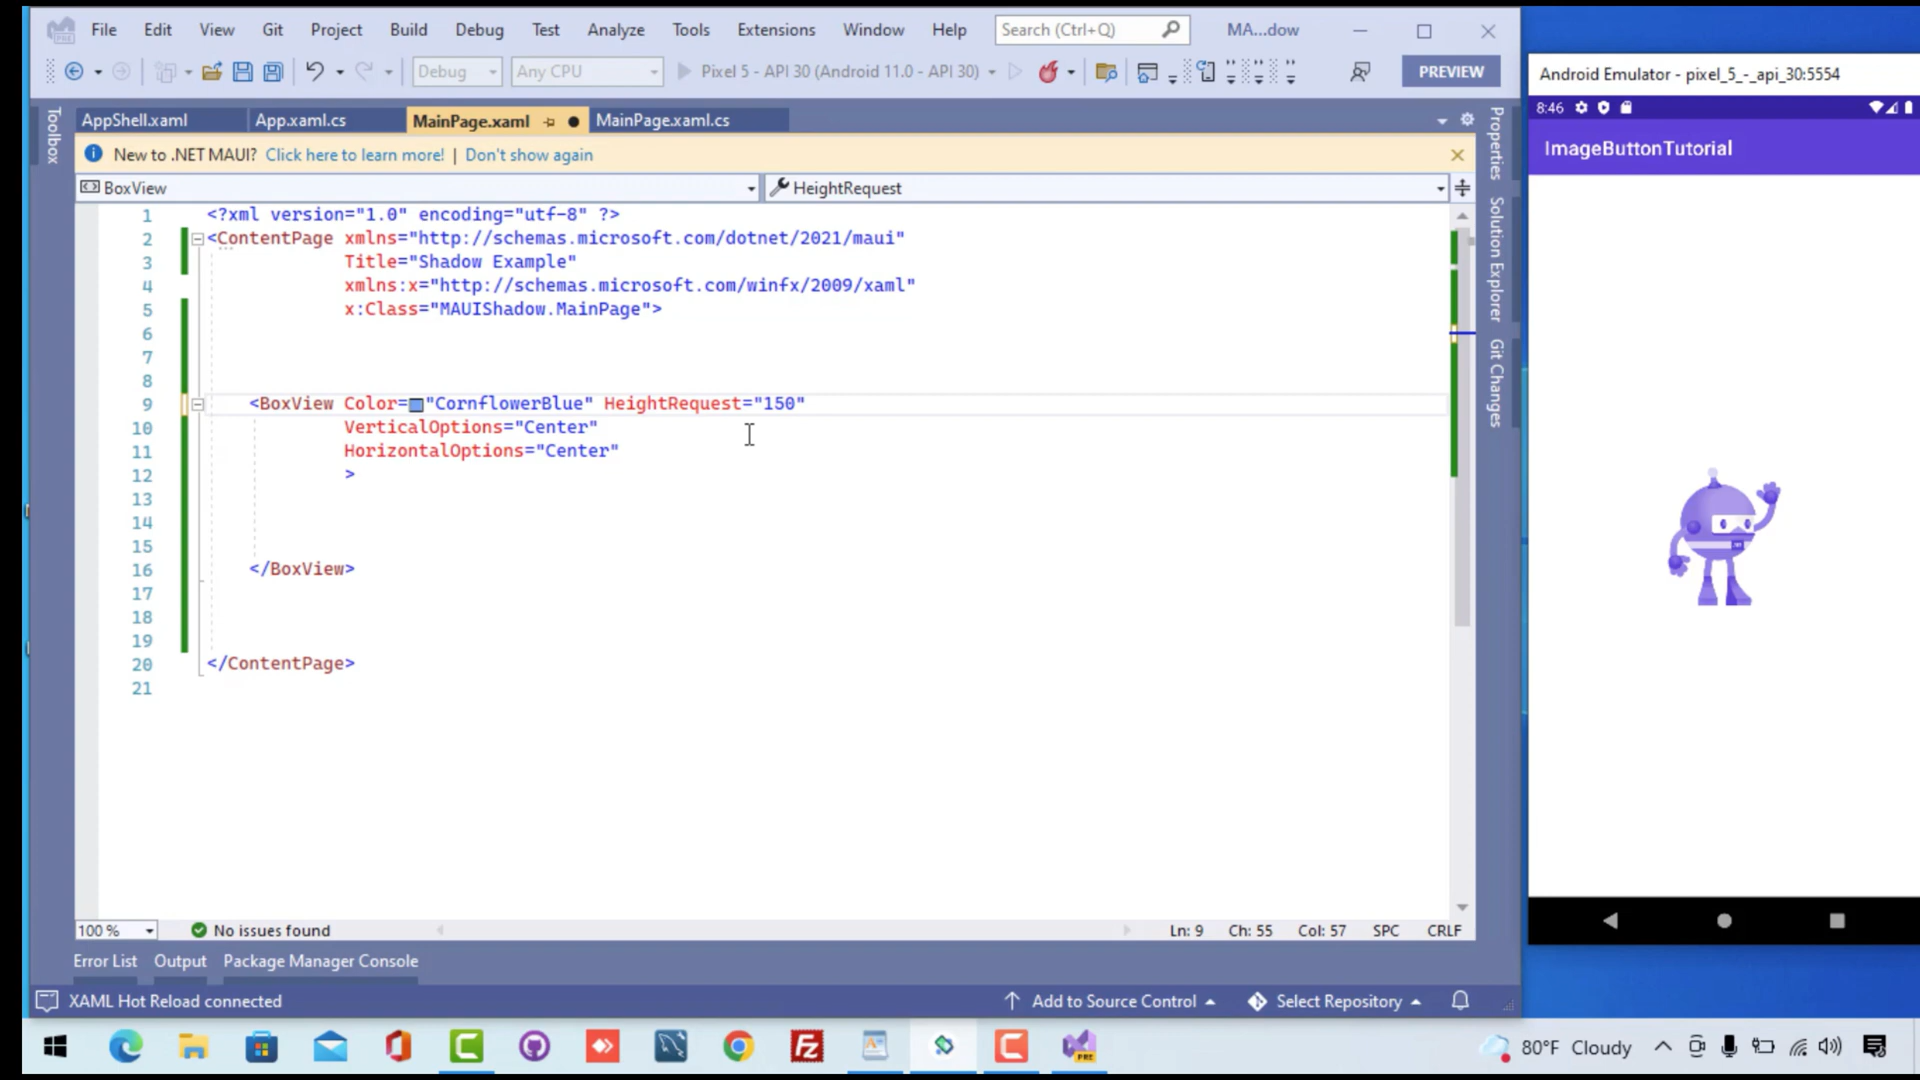 File Edit View Git Project Build Debug Test Analyze Tools Extensions Window Help Search (Ctrl+Q) MA...dow
Debug Any CPU Pixel 5 - API 30 (Android 11.0 - API 30) PREVIEW
AppShell.xaml App.xaml.cs MainPage.xaml MainPage.xaml.cs
New to .NET MAUI? Click here to learn more! | Don't show again
BoxView HeightRequest
1 <?xml version="1.0" encoding="utf-8" ?>
2 <ContentPage xmlns="http://schemas.microsoft.com/dotnet/2021/maui"
3 Title="Shadow Example"
4 xmlns:x="http://schemas.microsoft.com/winfx/2009/xaml"
5 x:Class="MAUIShadow.MainPage">
6
7
8
9 <BoxView Color="CornflowerBlue" HeightRequest="150"
10 VerticalOptions="Center"
11 HorizontalOptions="Center"
12 >
13
14
15
16 </BoxView>
17
18
19
20 </ContentPage>
21
100 % No issues found Ln: 9 Ch: 55 Col: 57 SPC CRLF
Error List Output Package Manager Console
XAML Hot Reload connected Add to Source Control Select Repository
Toolbox
Properties
Solution Explorer
Git Changes
Android Emulator - pixel_5_-_api_30:5554
8:46
ImageButtonTutorial
PRE
80°F Cloudy